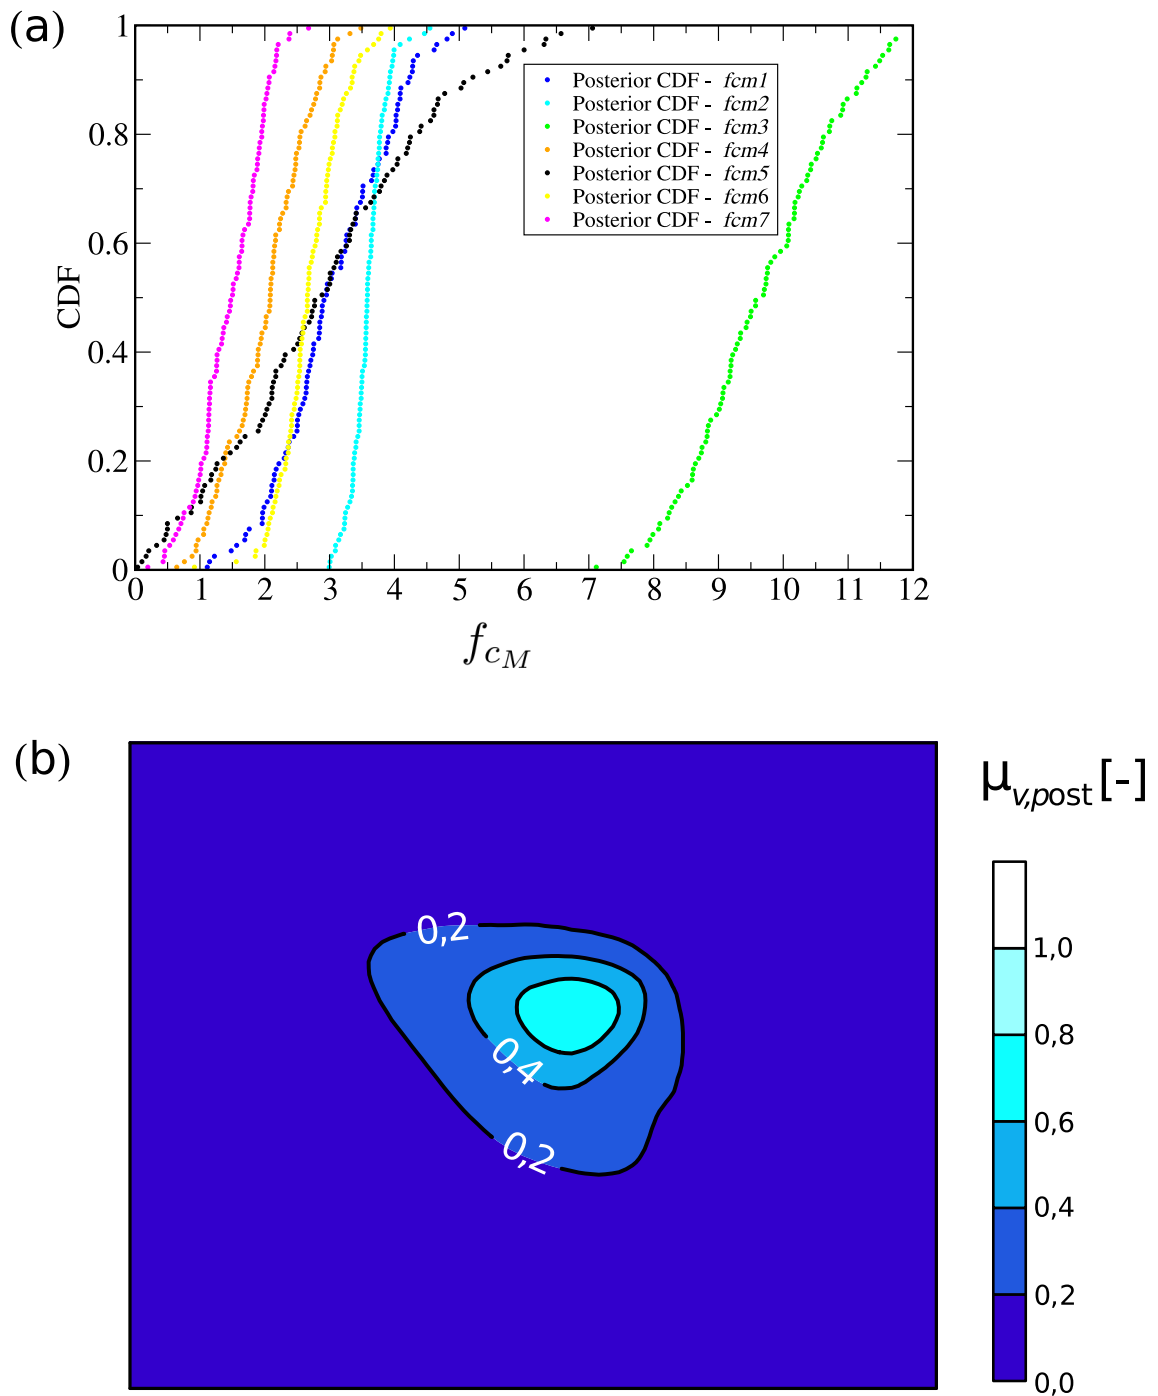 (a)
1
0.8
0.6
0.4
0.2
0
CDF
Posterior CDF - fcm1
Posterior CDF - fcm2
Posterior CDF - fcm3
Posterior CDF - fcm4
Posterior CDF - fcm5
Posterior CDF - fcm6
Posterior CDF - fcm7
0 1 2 3 4 5 6 7 8 9 10 11 12
f_{c_M}
(b)
μ_{v,post} [-]
0,2
0,4
0,2
1,0
0,8
0,6
0,4
0,2
0,0